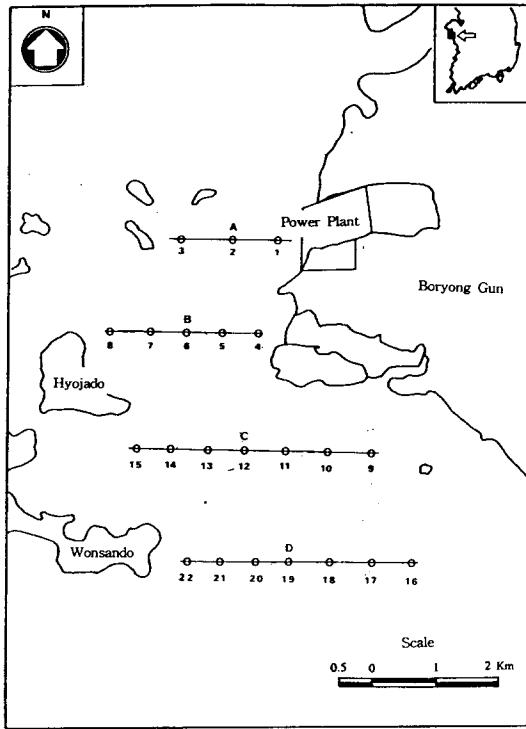 N
A
3 2 1
Power Plant
Boryong Gun
B
8 7 6 5 4
Hyojado
C
15 14 13 12 11 10 9
Wonsando
D
22 21 20 19 18 17 16
Scale
0.5 0 1 2 Km